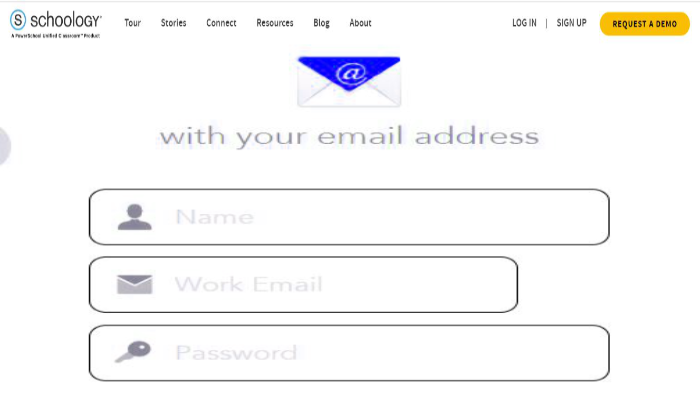 S schoology
A PowerSchool Unified Classroom™ Product
Tour Stories Connect Resources Blog About
LOG IN | SIGN UP REQUEST A DEMO
@
with your email address
Name
Work Email
Password